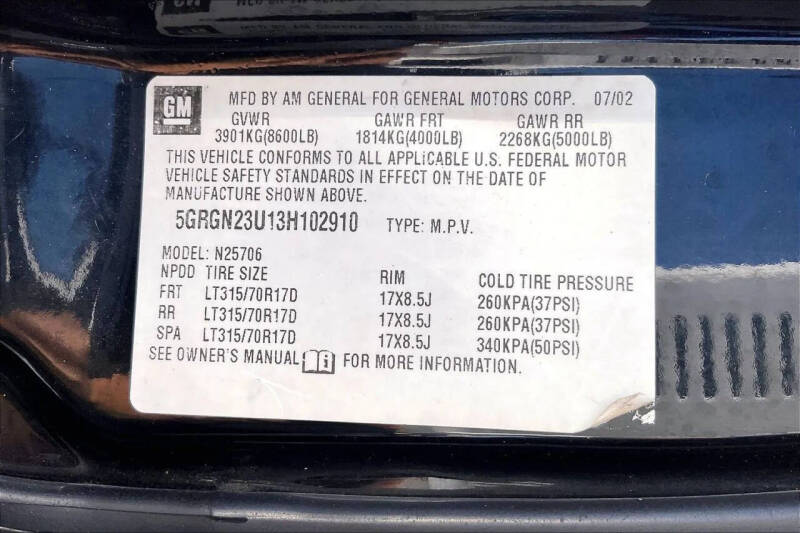 GM MFD BY AM GENERAL FOR GENERAL MOTORS CORP. 07/02
GVWR GAWR FRT GAWR RR
3901KG(8600LB) 1814KG(4000LB) 2268KG(5000LB)
THIS VEHICLE CONFORMS TO ALL APPLICABLE U.S. FEDERAL MOTOR
VEHICLE SAFETY STANDARDS IN EFFECT ON THE DATE OF
MANUFACTURE SHOWN ABOVE.
5GRGN23U13H102910 TYPE: M.P.V.
MODEL: N25706
NPDD TIRE SIZE RIM COLD TIRE PRESSURE
FRT LT315/70R17D 17X8.5J 260KPA(37PSI)
RR LT315/70R17D 17X8.5J 260KPA(37PSI)
SPA LT315/70R17D 17X8.5J 340KPA(50PSI)
SEE OWNER'S MANUAL FOR MORE INFORMATION.